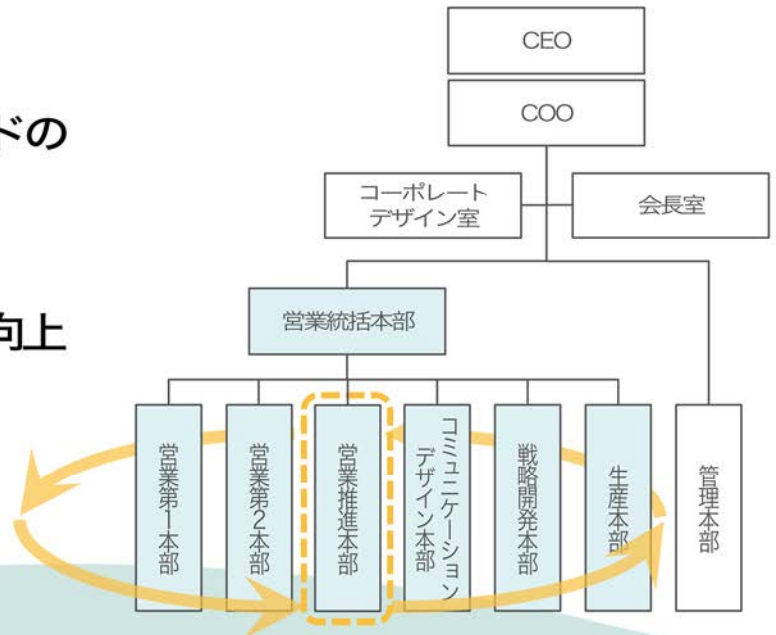 ドの
向上
CEO
COO
コーポレート
デザイン室
会長室
営業統括本部
営業第1本部
営業第2本部
営業推進本部
コミュニケーション
デザイン本部
戦略開発本部
生産本部
管理本部